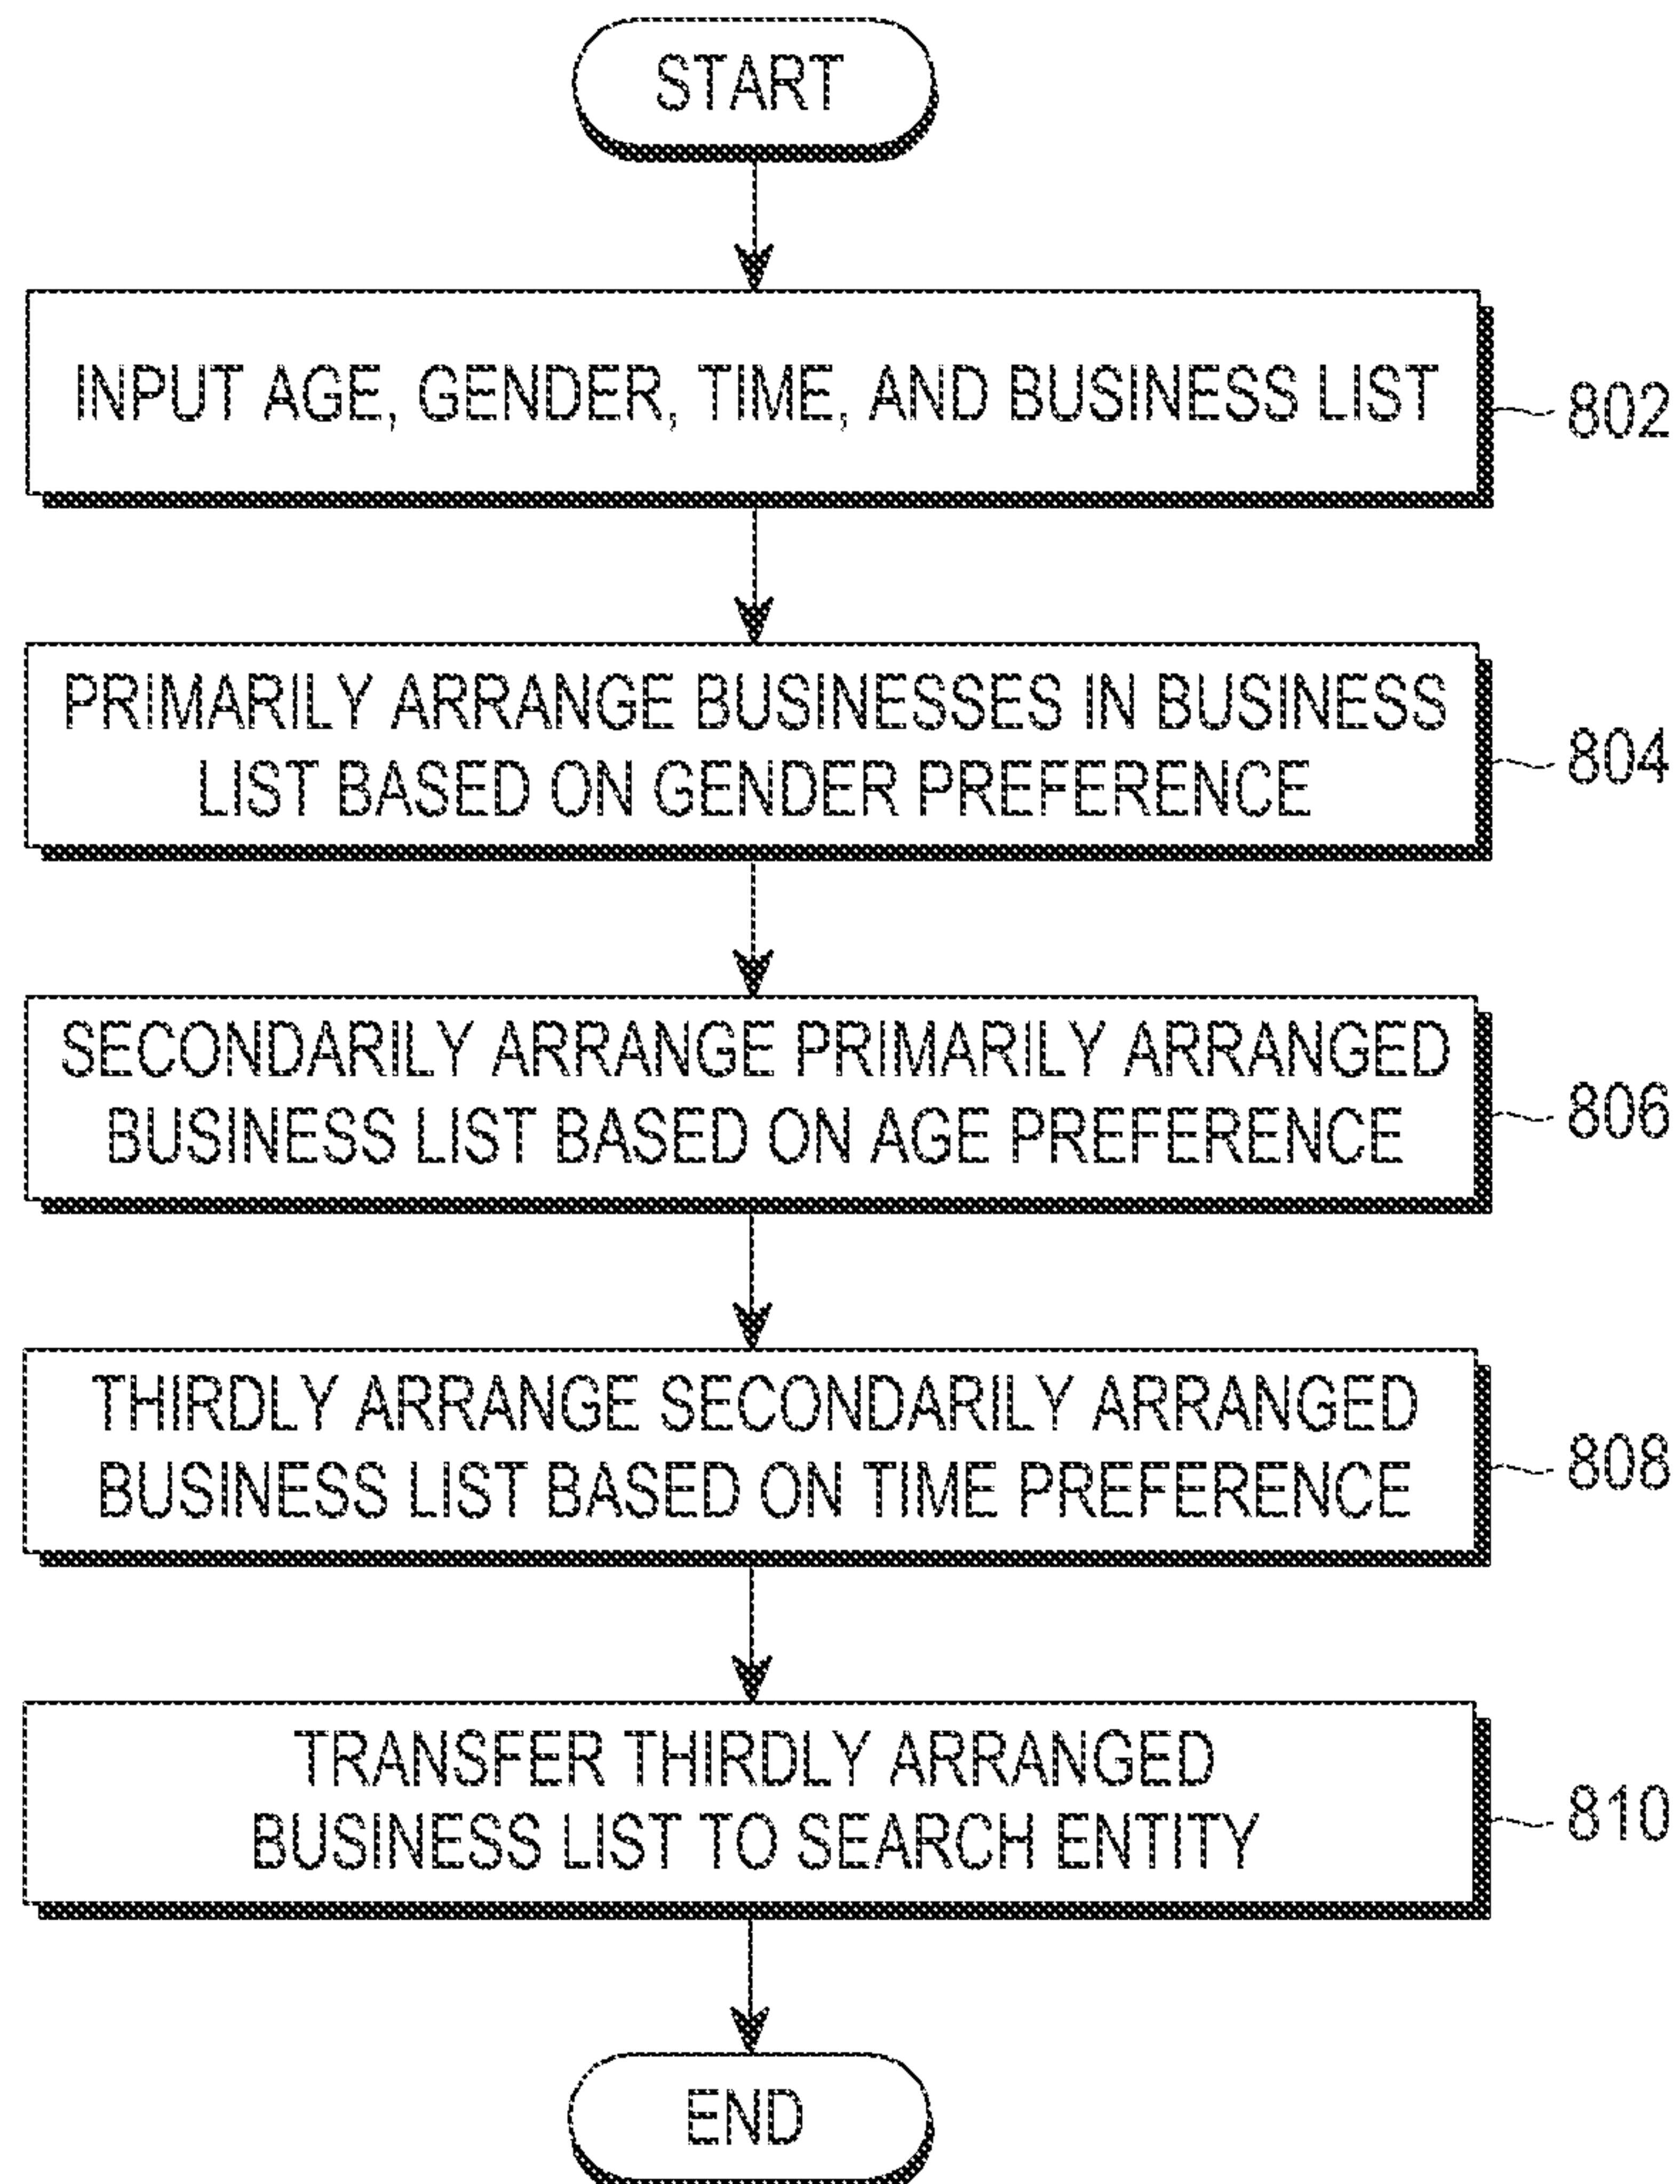 START
INPUT AGE, GENDER, TIME, AND BUSINESS LIST
802
PRIMARILY ARRANGE BUSINESSES IN BUSINESS
LIST BASED ON GENDER PREFERENCE
804
SECONDARILY ARRANGE PRIMARILY ARRANGED
BUSINESS LIST BASED ON AGE PREFERENCE
806
THIRDLY ARRANGE SECONDARILY ARRANGED
BUSINESS LIST BASED ON TIME PREFERENCE
808
TRANSFER THIRDLY ARRANGED
BUSINESS LIST TO SEARCH ENTITY
810
END